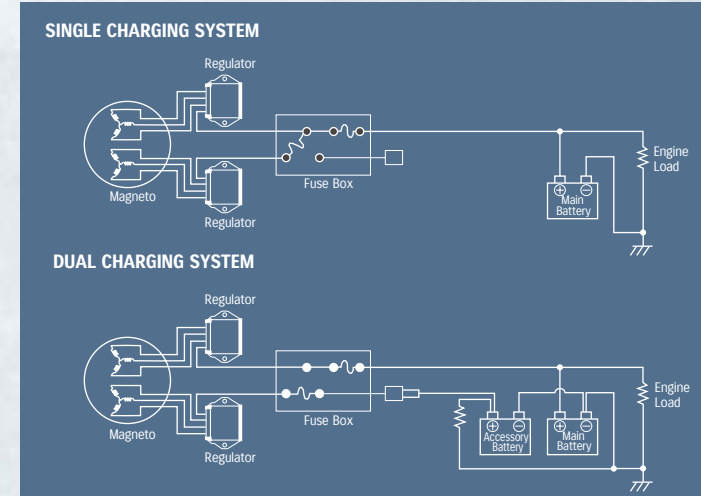 SINGLE CHARGING SYSTEM
Regulator
Magneto
Regulator
Fuse Box
+ −
Main
Battery
Engine
Load
DUAL CHARGING SYSTEM
Regulator
Magneto
Regulator
Fuse Box
+ −
Accessory
Battery
+ −
Main
Battery
Engine
Load